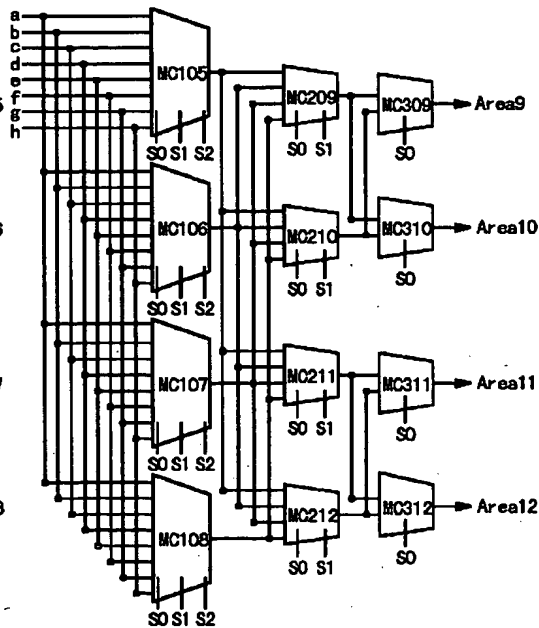 a
b
c
d
e
f
g
h
MC105
S0 S1 S2
MC209
S0 S1
MC309
S0
Area9
MC106
S0 S1 S2
MC210
S0 S1
MC310
S0
Area10
MC107
S0 S1 S2
MC211
S0 S1
MC311
S0
Area11
MC108
S0 S1 S2
MC212
S0 S1
MC312
S0
Area12